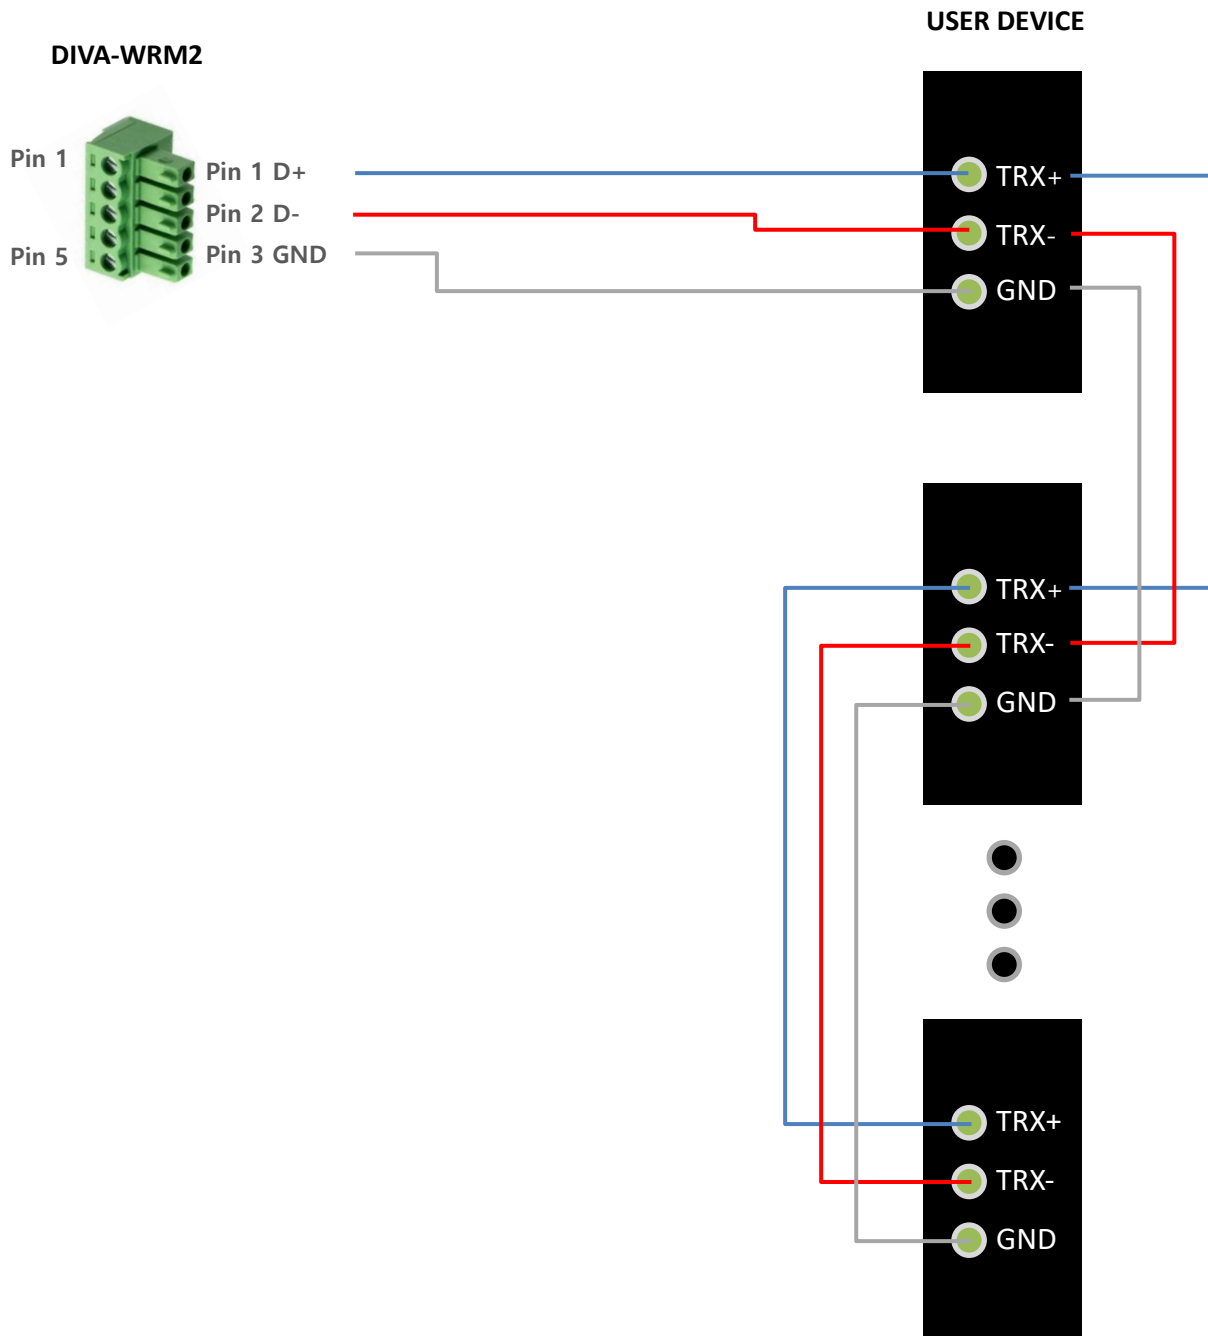 USER DEVICE
DIVA-WRM2
Pin 1
Pin 1 D+
Pin 2 D-
Pin 5
Pin 3 GND
TRX+
TRX-
GND
TRX+
TRX-
GND
TRX+
TRX-
GND